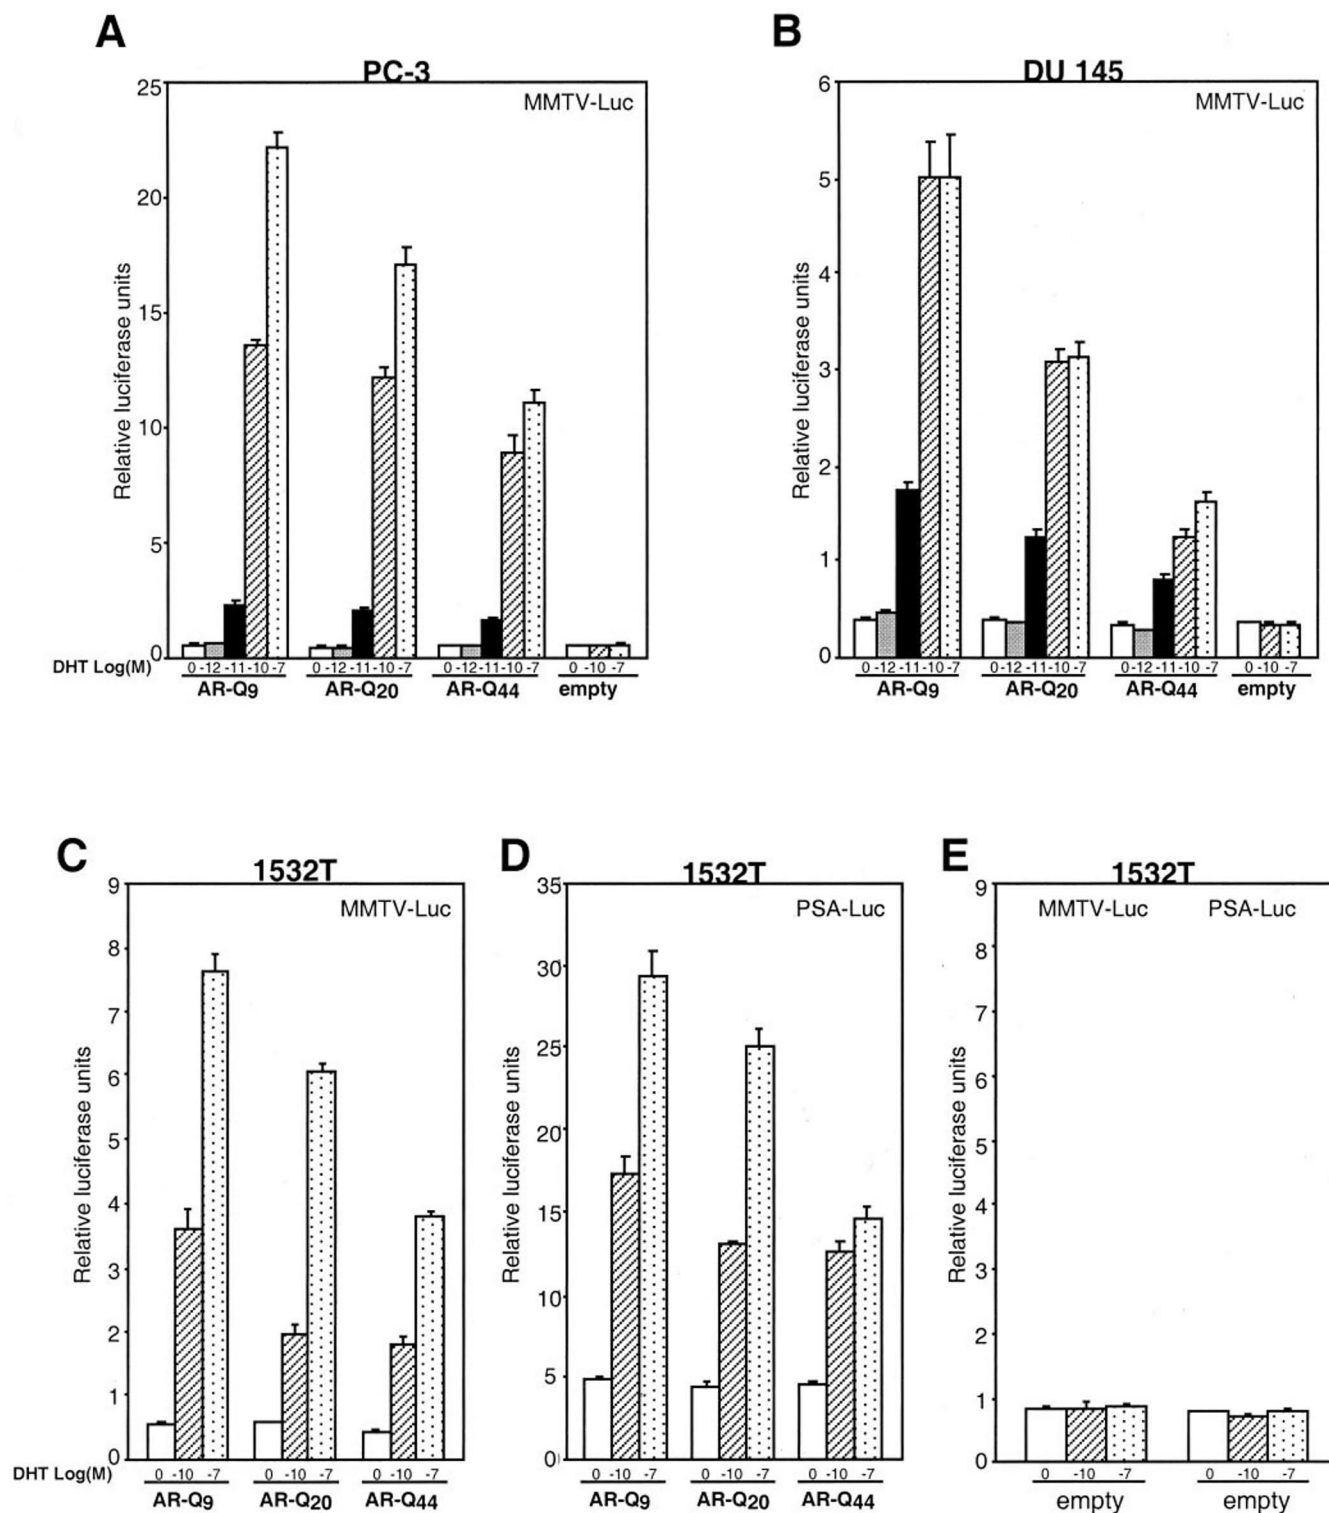 A
PC-3
MMTV-Luc
Relative luciferase units
25
20
15
10
5
0
DHT Log(M)
0 -12 -11 -10 -7
0 -12 -11 -10 -7
0 -12 -11 -10 -7
0 -10 -7
AR-Q9
AR-Q20
AR-Q44
empty
B
DU 145
MMTV-Luc
Relative luciferase units
6
5
4
3
2
1
0
0 -12 -11 -10 -7
0 -12 -11 -10 -7
0 -12 -11 -10 -7
0 -10 -7
AR-Q9
AR-Q20
AR-Q44
empty
C
1532T
MMTV-Luc
Relative luciferase units
9
8
7
6
5
4
3
2
1
0
DHT Log(M)
0 -10 -7
0 -10 -7
0 -10 -7
AR-Q9
AR-Q20
AR-Q44
D
1532T
PSA-Luc
Relative luciferase units
35
30
25
20
15
10
5
0
0 -10 -7
0 -10 -7
0 -10 -7
AR-Q9
AR-Q20
AR-Q44
E
1532T
MMTV-Luc
PSA-Luc
Relative luciferase units
9
8
7
6
5
4
3
2
1
0
0 -10 -7
0 -10 -7
empty
empty